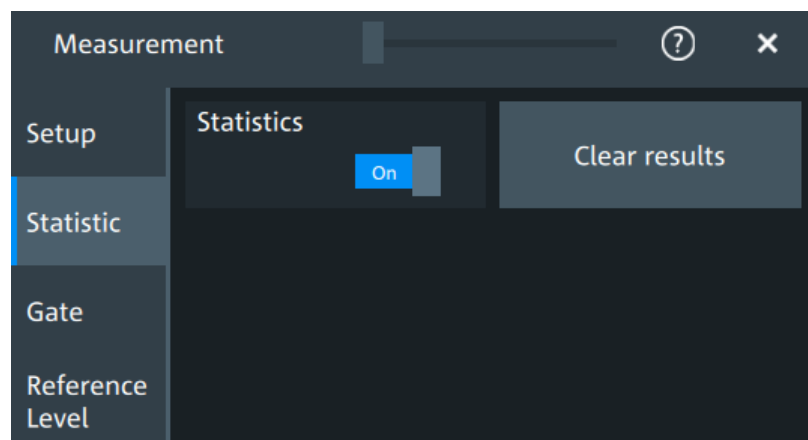 Measurement
?
Setup
Statistics
On
Clear results
Statistic
Gate
Reference
Level